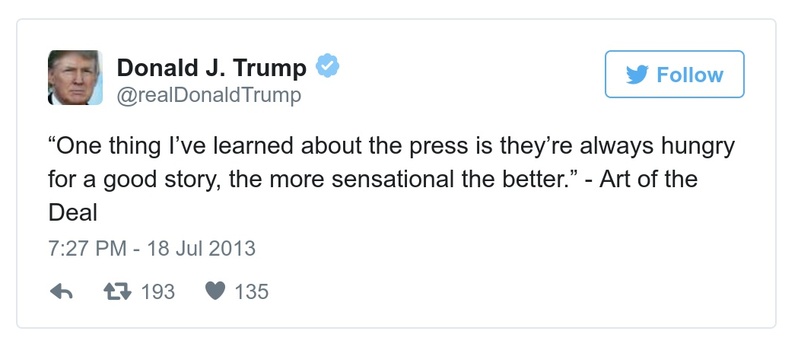 Donald J. Trump
Follow
@realDonaldTrump
“One thing I’ve learned about the press is they’re always hungry
for a good story, the more sensational the better.” - Art of the
Deal
7:27 PM - 18 Jul 2013
193 135